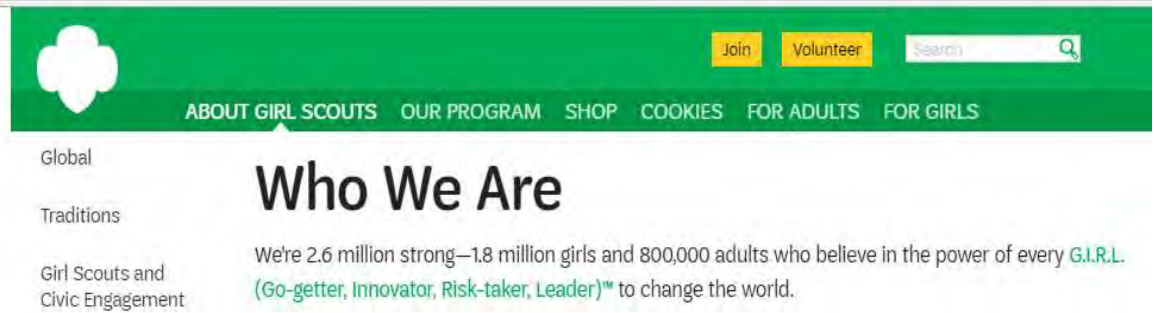 Join Volunteer Search
ABOUT GIRL SCOUTS OUR PROGRAM SHOP COOKIES FOR ADULTS FOR GIRLS
Global
Traditions
Girl Scouts and
Civic Engagement
Who We Are
We're 2.6 million strong—1.8 million girls and 800,000 adults who believe in the power of every G.I.R.L.
(Go-getter, Innovator, Risk-taker, Leader)™ to change the world.